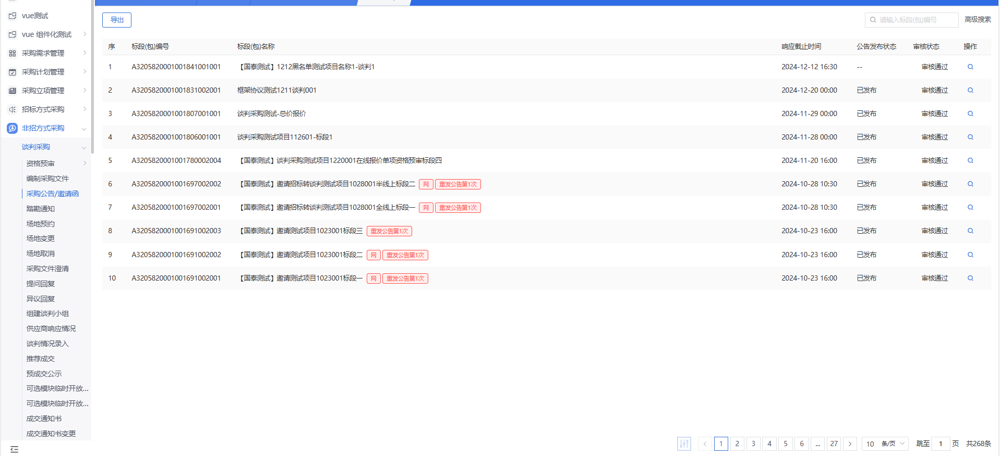 vue测试
vue 组件化测试
采购需求管理
采购计划管理
采购立项管理
招标方式采购
非招方式采购
谈判采购
资格预审
编制采购文件
采购公告/邀请函
踏勘通知
场地预约
场地变更
场地取消
采购文件澄清
提问回复
异议回复
组建谈判小组
供应商响应情况
谈判情况录入
推荐成交
预成交公示
可选模块临时开放...
可选模块临时开放...
成交通知书
成交通知书变更
导出
请输入标段(包)编号
高级搜索
序 标段(包)编号 标段(包)名称 响应截止时间 公告发布状态 审核状态 操作
1 A3205820001001841001001 【国泰测试】1212黑名单测试项目名称1-谈判1 2024-12-12 16:30 -- 审核通过
2 A3205820001001831002001 框架协议测试1211谈判001 2024-12-20 00:00 已发布 审核通过
3 A3205820001001807001001 谈判采购测试-总价报价 2024-11-29 00:00 已发布 审核通过
4 A3205820001001806001001 谈判采购测试项目112601-标段1 2024-11-28 00:00 已发布 审核通过
5 A3205820001001780002004 【国泰测试】谈判采购测试项目1220001在线报价单项资格预审标段四 2024-11-20 16:00 已发布 审核通过
6 A3205820001001697002002 【国泰测试】邀请招标转谈判测试项目1028001半线上标段二 网 重发公告第1次 2024-10-28 10:30 已发布 审核通过
7 A3205820001001697002001 【国泰测试】邀请招标转谈判测试项目1028001全线上标段一 网 重发公告第1次 2024-10-28 10:30 已发布 审核通过
8 A3205820001001691002003 【国泰测试】邀请测试项目1023001标段三 重发公告第1次 2024-10-23 16:00 已发布 审核通过
9 A3205820001001691002002 【国泰测试】邀请测试项目1023001标段二 网 重发公告第1次 2024-10-23 16:00 已发布 审核通过
10 A3205820001001691002001 【国泰测试】邀请测试项目1023001标段一 网 重发公告第1次 2024-10-23 16:00 已发布 审核通过
1 2 3 4 5 6 ... 27 10 条/页 跳至 1 页 共268条